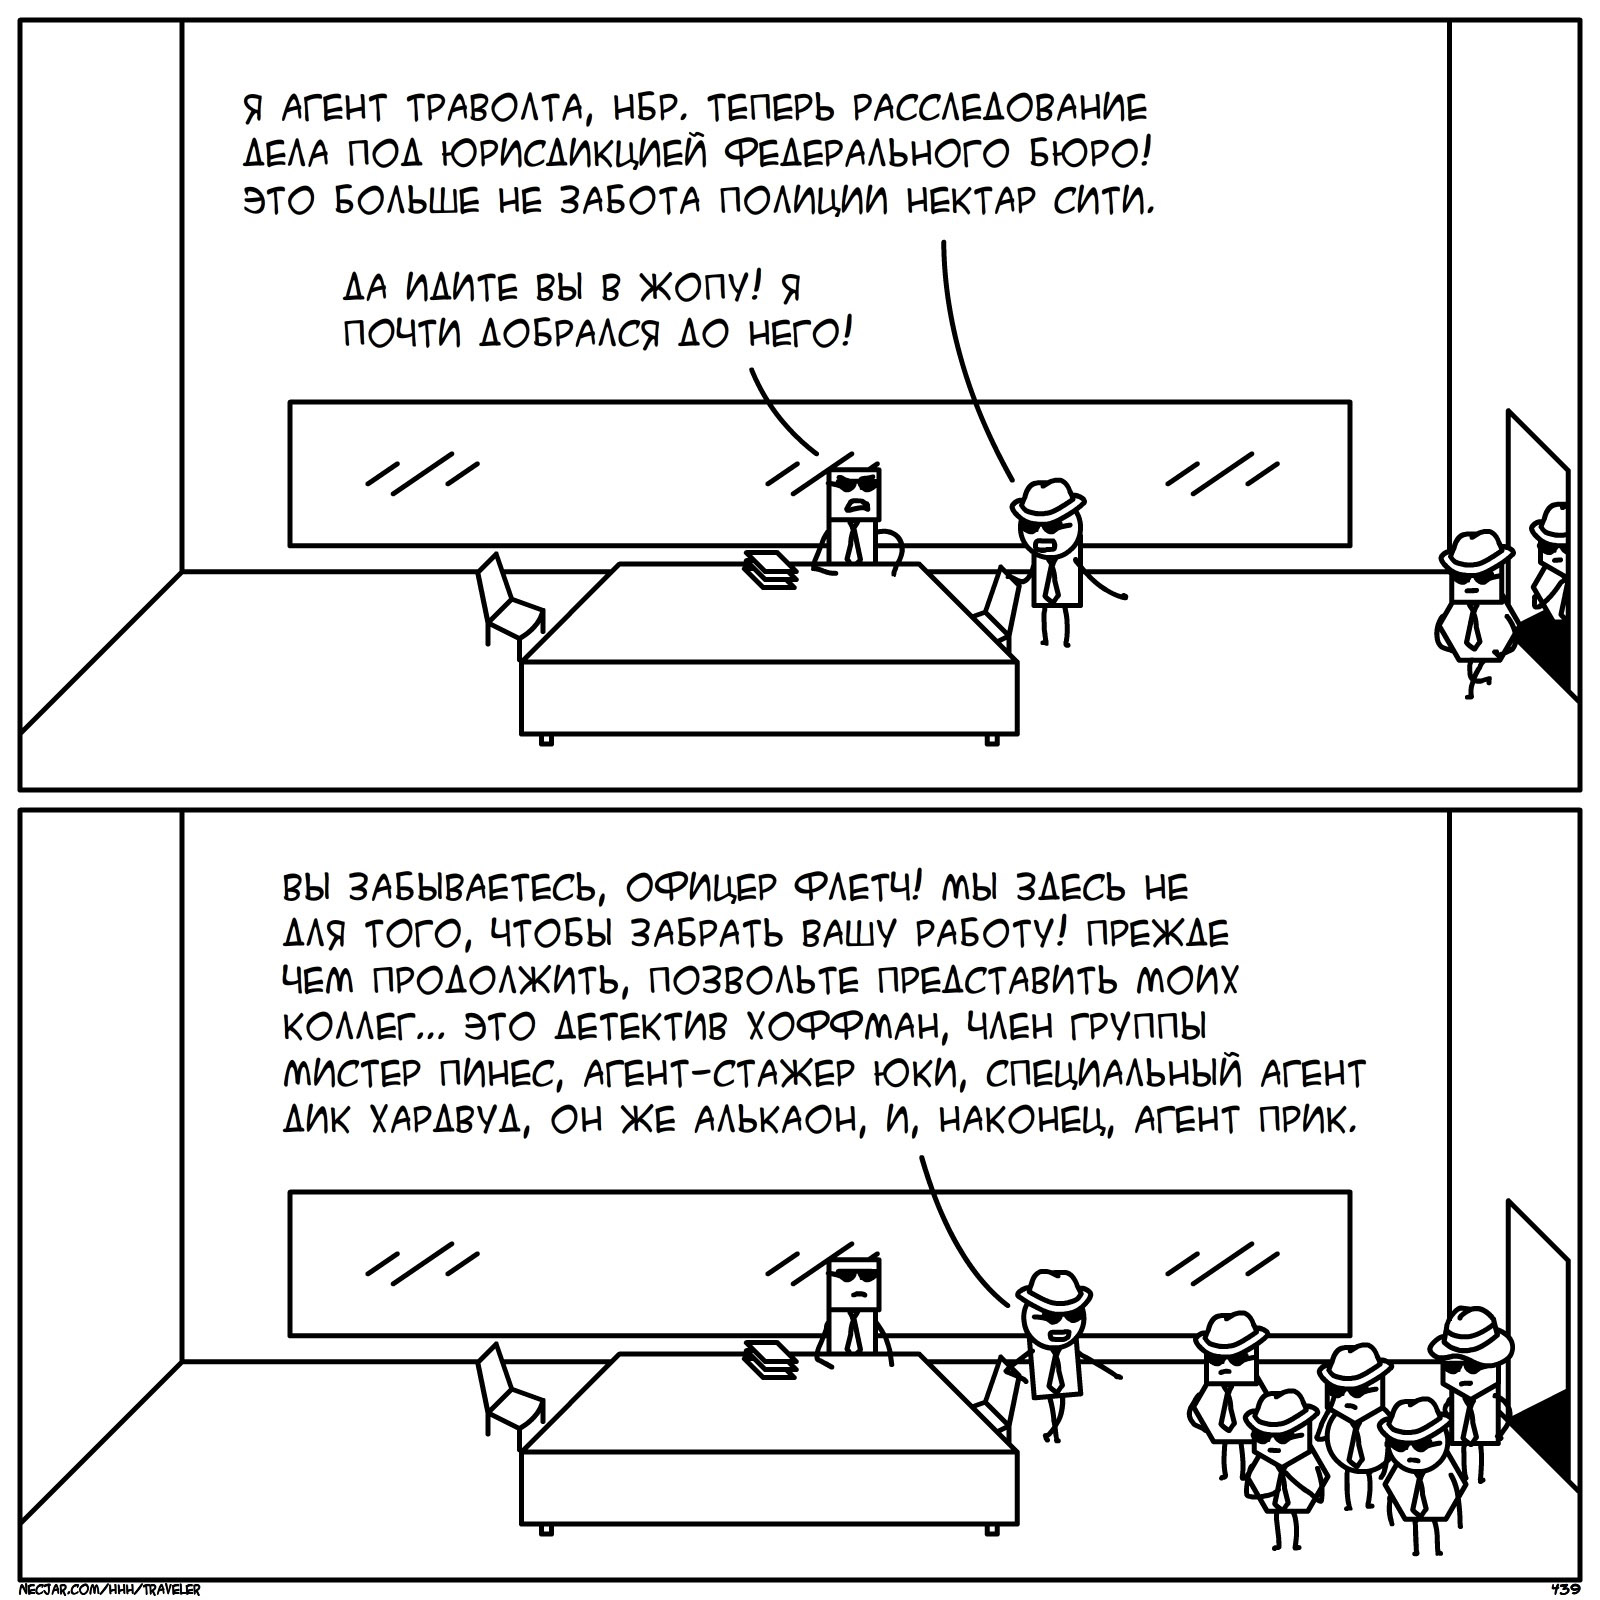 Я АГЕНТ ТРАВОЛТА, НБР. ТЕПЕРЬ РАССЛЕДОВАНИЕ
ДЕЛА ПОД ЮРИСДИКЦИЕЙ ФЕДЕРАЛЬНОГО БЮРО!
ЭТО БОЛЬШЕ НЕ ЗАБОТА ПОЛИЦИИ НЕКТАР СИТИ.
ДА ИДИТЕ ВЫ В ЖОПУ! Я
ПОЧТИ ДОБРАЛСЯ ДО НЕГО!
ВЫ ЗАБЫВАЕТЕСЬ, ОФИЦЕР ФЛЕТЧ! МЫ ЗДЕСЬ НЕ
ДЛЯ ТОГО, ЧТОБЫ ЗАБРАТЬ ВАШУ РАБОТУ! ПРЕЖДЕ
ЧЕМ ПРОДОЛЖИТЬ, ПОЗВОЛЬТЕ ПРЕДСТАВИТЬ МОИХ
КОЛЛЕГ... ЭТО ДЕТЕКТИВ ХОФФМАН, ЧЛЕН ГРУППЫ
МИСТЕР ПИНЕС, АГЕНТ-СТАЖЕР ЮКИ, СПЕЦИАЛЬНЫЙ АГЕНТ
ДИК ХАРДВУД, ОН ЖЕ АЛЬКАОН, И, НАКОНЕЦ, АГЕНТ ПРИК.
NECJAR.COM/HHH/TRAVELER
439